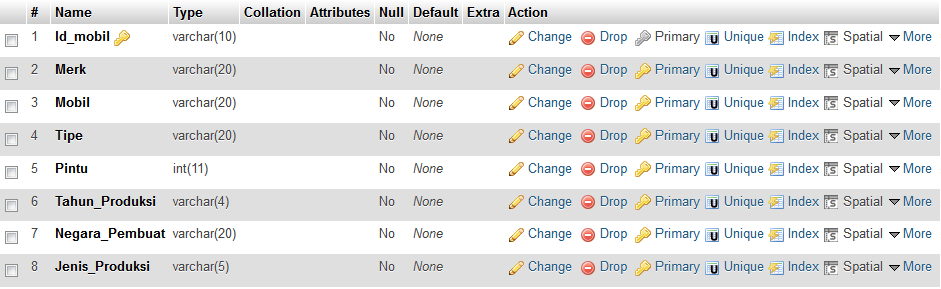 # Name Type Collation Attributes Null Default Extra Action
1 Id_mobil varchar(10) No None Change Drop Primary Unique Index Spatial More
2 Merk varchar(20) No None Change Drop Primary Unique Index Spatial More
3 Mobil varchar(20) No None Change Drop Primary Unique Index Spatial More
4 Tipe varchar(20) No None Change Drop Primary Unique Index Spatial More
5 Pintu int(11) No None Change Drop Primary Unique Index Spatial More
6 Tahun_Produksi varchar(4) No None Change Drop Primary Unique Index Spatial More
7 Negara_Pembuat varchar(20) No None Change Drop Primary Unique Index Spatial More
8 Jenis_Produksi varchar(5) No None Change Drop Primary Unique Index Spatial More